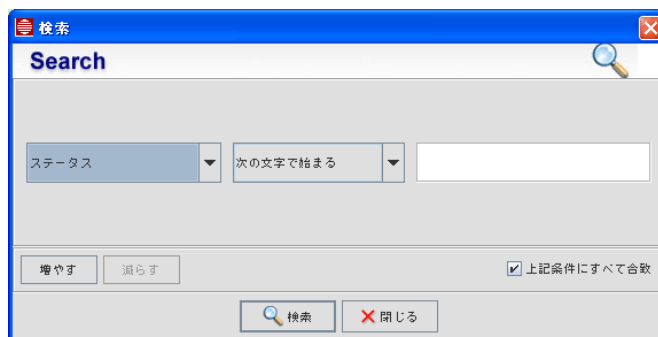 検索
Search
ステータス
次の文字で始まる
増やす
減らす
上記条件にすべて合致
検索
閉じる